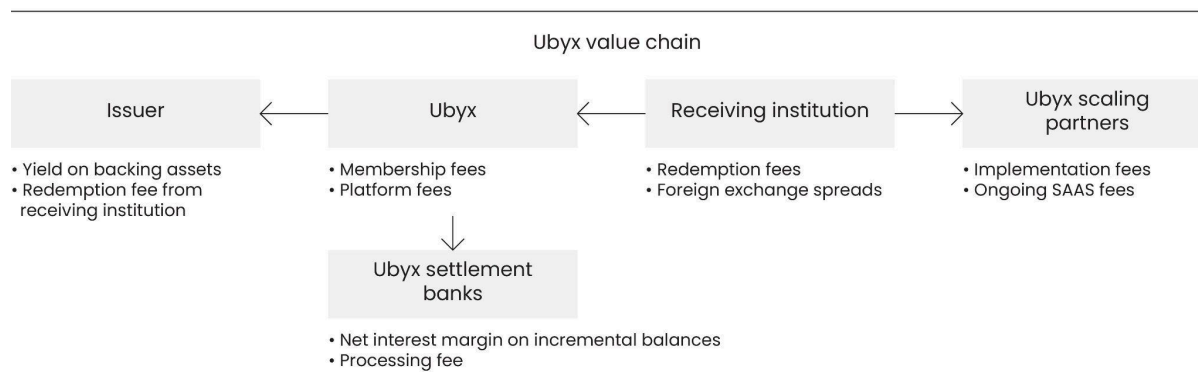 Ubyx value chain
Issuer
• Yield on backing assets
• Redemption fee from
receiving institution
Ubyx
• Membership fees
• Platform fees
Receiving institution
• Redemption fees
• Foreign exchange spreads
Ubyx scaling
partners
• Implementation fees
• Ongoing SAAS fees
Ubyx settlement
banks
• Net interest margin on incremental balances
• Processing fee